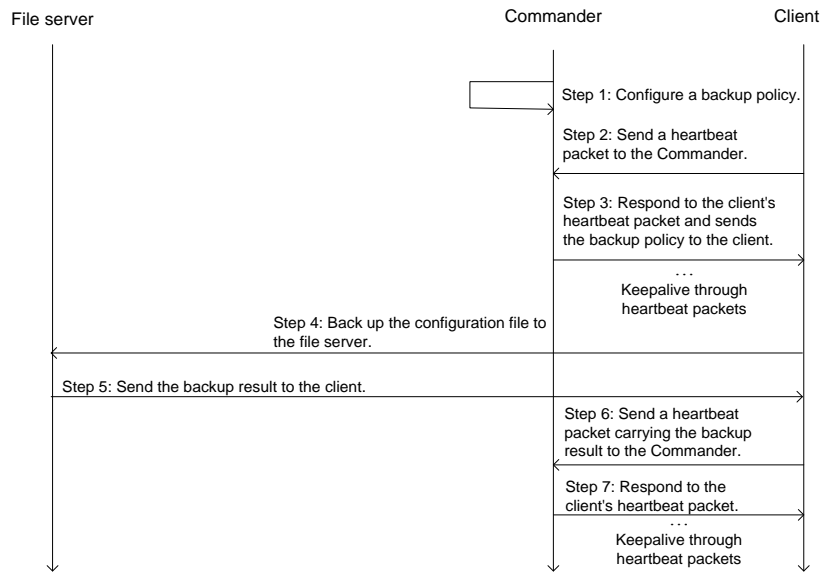 File server
Commander
Client
Step 1: Configure a backup policy.
Step 2: Send a heartbeat
packet to the Commander.
Step 3: Respond to the client's
heartbeat packet and sends
the backup policy to the client.
...
Keepalive through
heartbeat packets
Step 4: Back up the configuration file to
the file server.
Step 5: Send the backup result to the client.
Step 6: Send a heartbeat
packet carrying the backup
result to the Commander.
Step 7: Respond to the
client's heartbeat packet.
...
Keepalive through
heartbeat packets